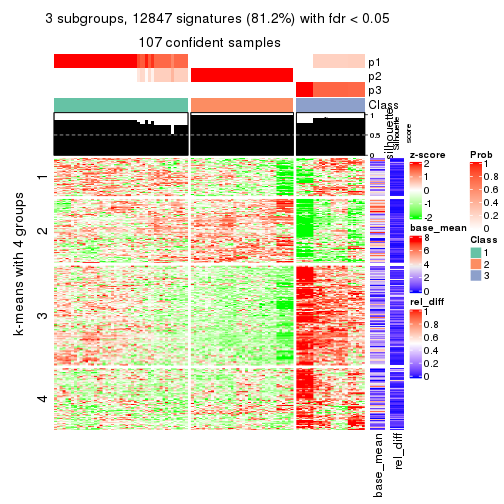 3 subgroups, 12847 signatures (81.2%) with fdr < 0.05
107 confident samples
p1
p2
p3
Class
1
0.5
0
silhouette
Silhouette
score
k-means with 4 groups
1
2
3
4
base_mean
rel_diff
z-score
2
1
0
-1
-2
base_mean
8
6
4
2
0
rel_diff
1
0.8
0.6
0.4
0.2
0
Prob
1
0.8
0.6
0.4
0.2
0
Class
1
2
3